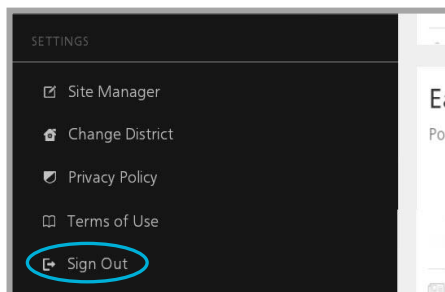 SETTINGS
Site Manager
Change District
Privacy Policy
Terms of Use
Sign Out